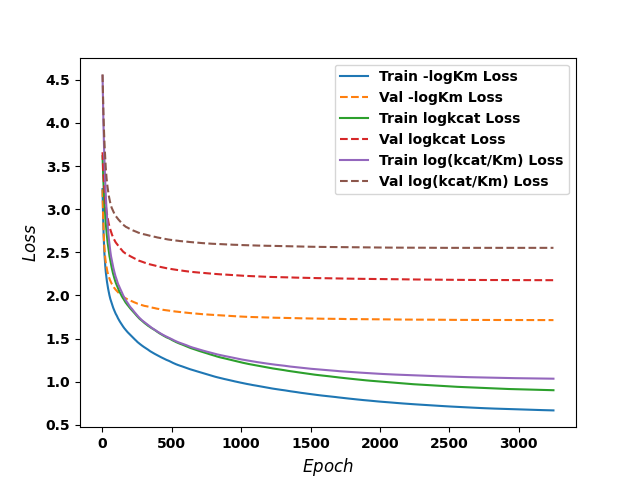 Train -logKm Loss
Val -logKm Loss
Train logkcat Loss
Val logkcat Loss
Train log(kcat/Km) Loss
Val log(kcat/Km) Loss
4.5
4.0
3.5
3.0
2.5
2.0
1.5
1.0
0.5
Loss
0 500 1000 1500 2000 2500 3000
Epoch